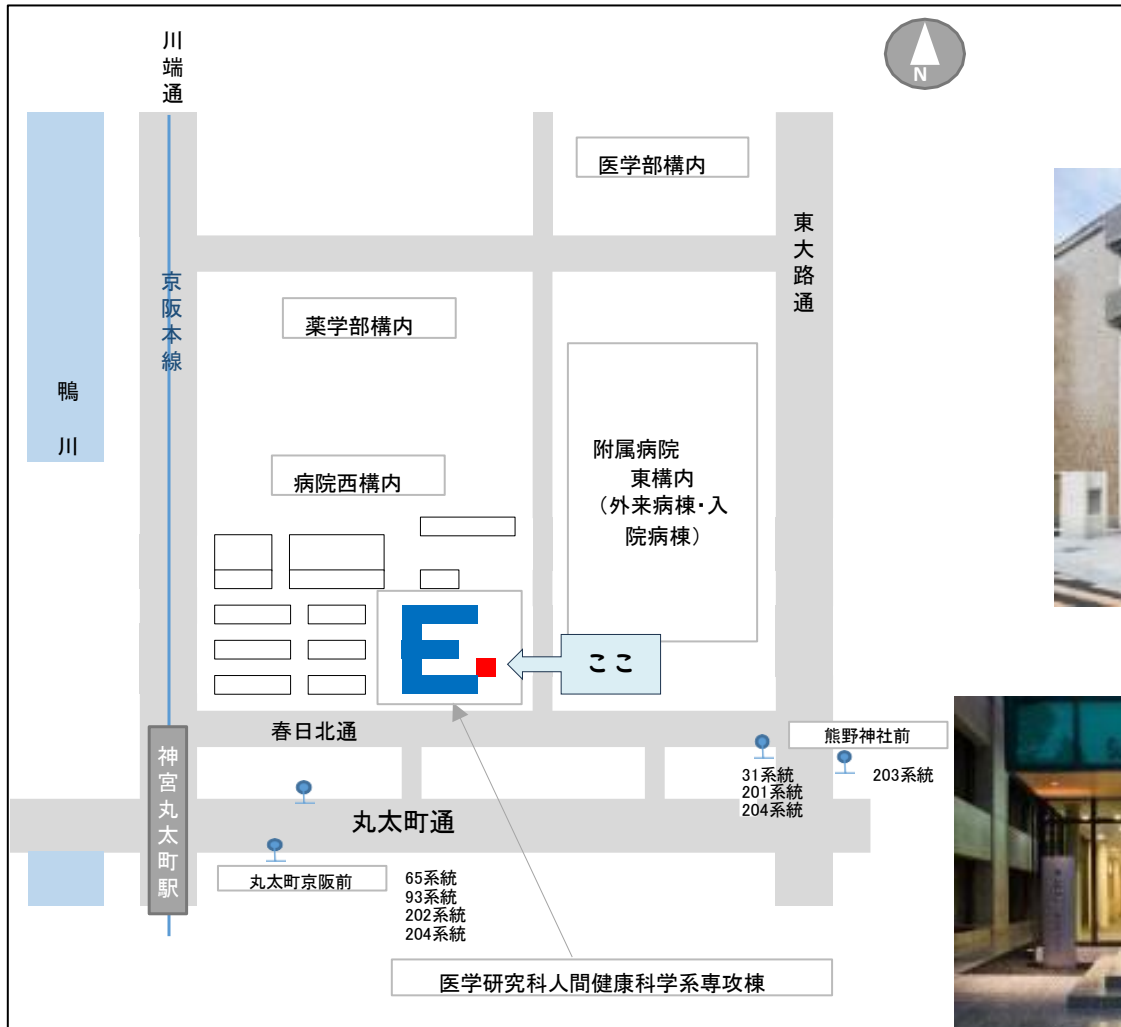 川端通
N
医学部構内
東大路通
京阪本線
薬学部構内
鴨川
附属病院
東構内
（外来病棟・入
院病棟）
病院西構内
E
ここ
春日北通
熊野神社前
31系統
201系統
204系統
203系統
神宮丸太町駅
丸太町通
丸太町京阪前
65系統
93系統
202系統
204系統
医学研究科人間健康科学系専攻棟